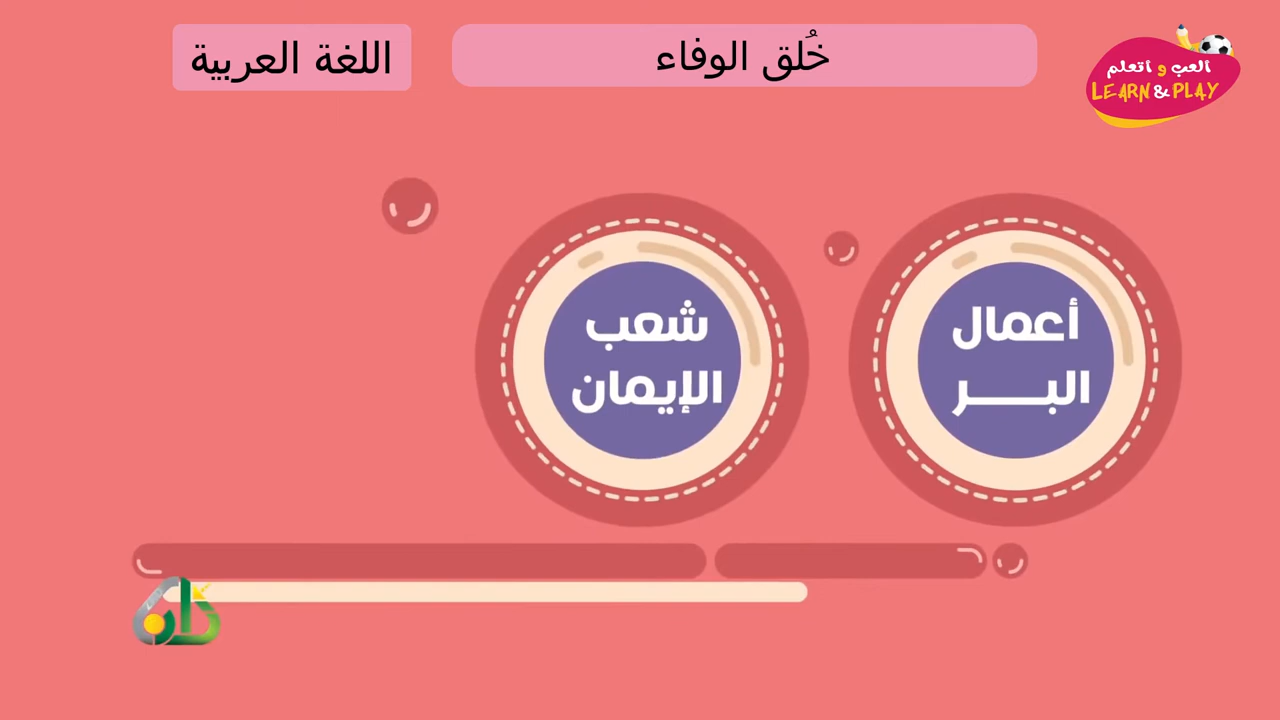 خُلق الوفاء
اللغة العربية
العب و اتعلم
LEARN & PLAY
أعمال
البـــر
شعب
الإيمان